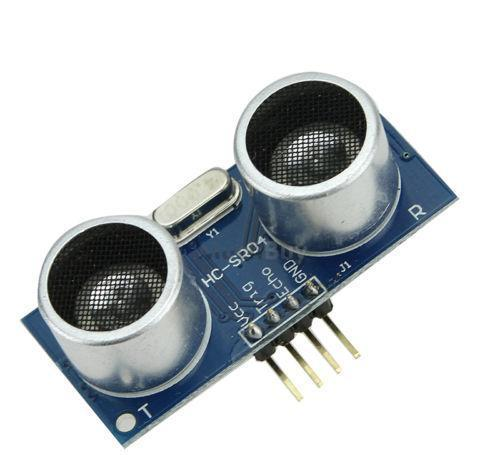 Y1
HC-SR04
Vcc
Trig
Echo
GND
J1
R
T